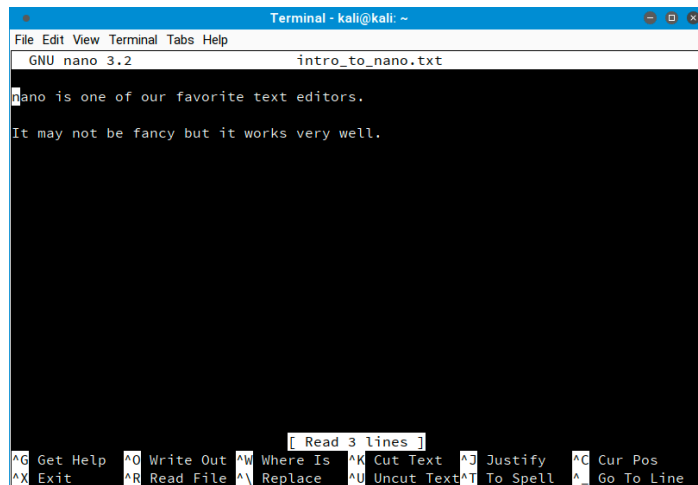 Terminal - kali@kali: ~
File Edit View Terminal Tabs Help
GNU nano 3.2 intro_to_nano.txt
nano is one of our favorite text editors.
It may not be fancy but it works very well.
[ Read 3 lines ]
^G Get Help ^O Write Out ^W Where Is ^K Cut Text ^J Justify ^C Cur Pos
^X Exit ^R Read File ^\ Replace ^U Uncut Text ^T To Spell ^_ Go To Line